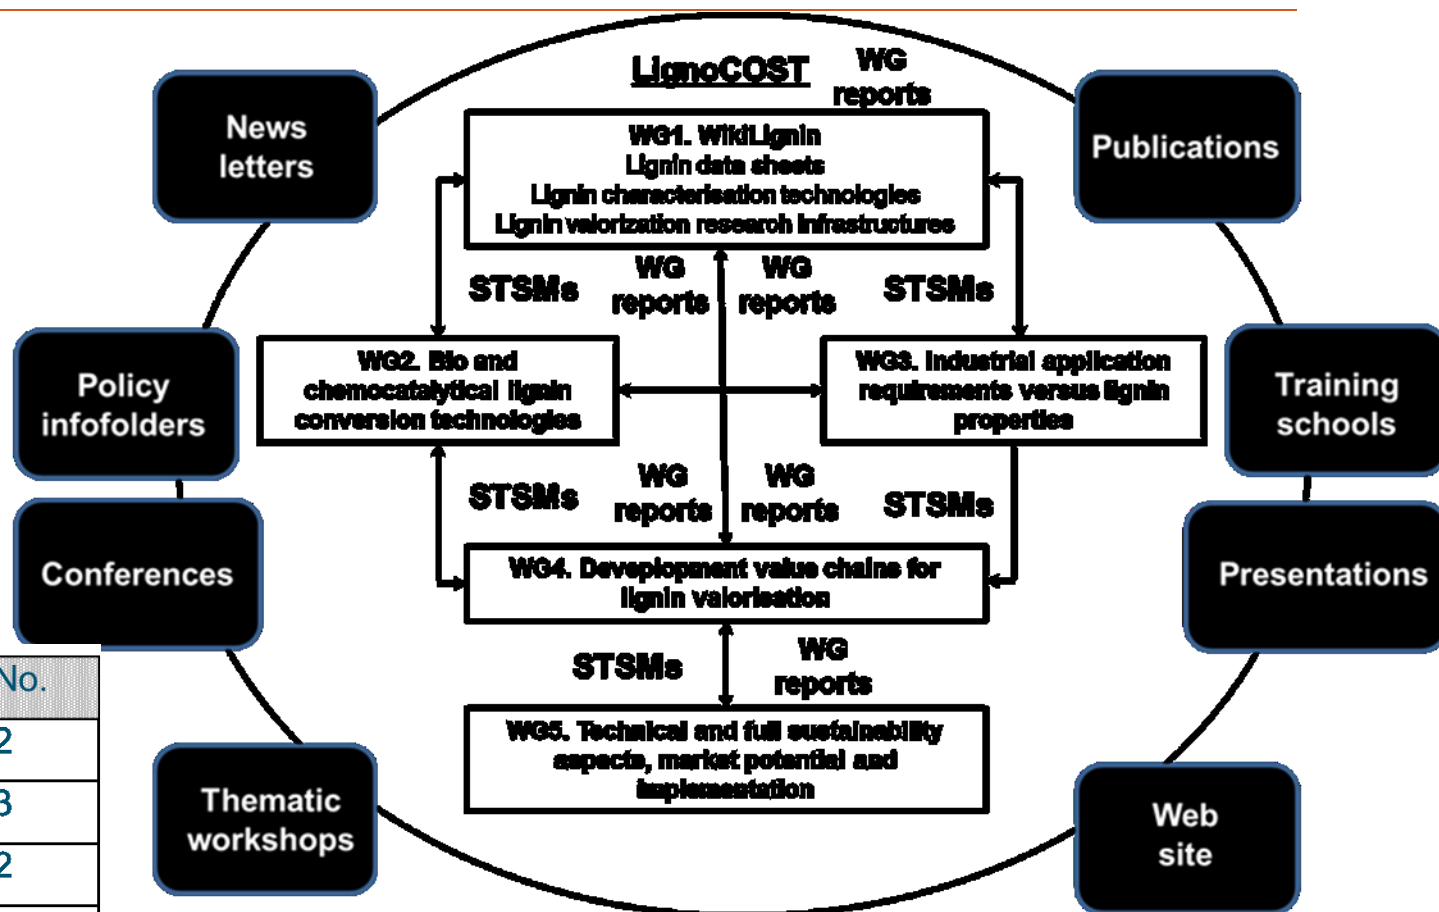 LignoCOST
WG
reports
News
letters
Publications
WG1. WikiLignin
Lignin data sheets
Lignin characterisation technologies
Lignin valorization research infrastructures
STSMs
WG
reports
WG
reports
STSMs
Policy
infofolders
WG2. Bio and
chemocatalytical lignin
conversion technologies
WG3. Industrial application
requirements versus lignin
properties
Training
schools
STSMs
WG
reports
WG
reports
STSMs
Conferences
WG4. Deveplopment value chains for
lignin valorisation
Presentations
STSMs
WG
reports
WG5. Technical and full sustainability
aspects, market potential and
implementation
Thematic
workshops
Web
site
No.
2
3
2